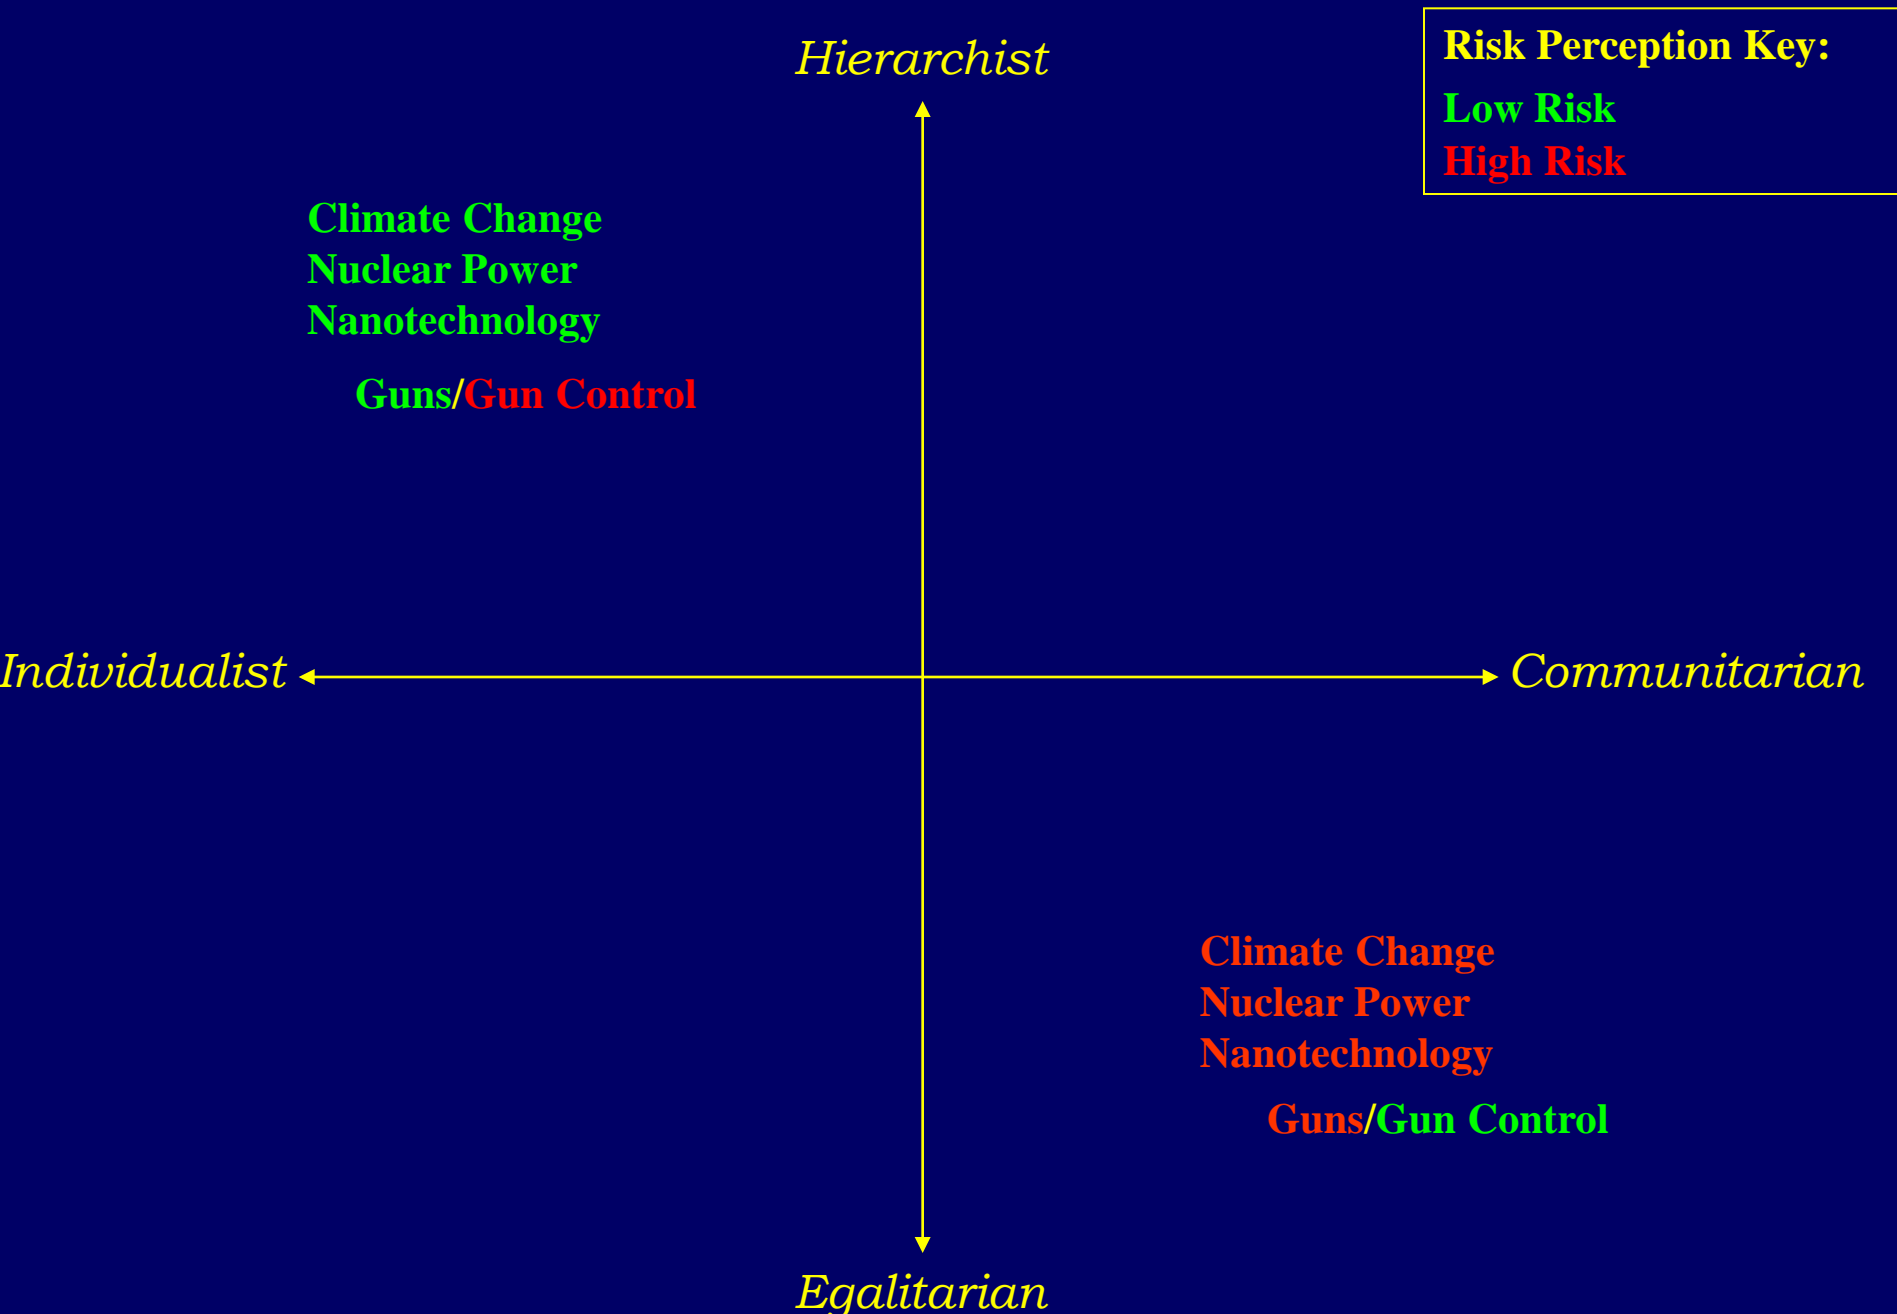 Hierarchist
Risk Perception Key:
Low Risk
High Risk
Climate Change
Nuclear Power
Nanotechnology
Guns/Gun Control
Individualist
Communitarian
Climate Change
Nuclear Power
Nanotechnology
Guns/Gun Control
Egalitarian